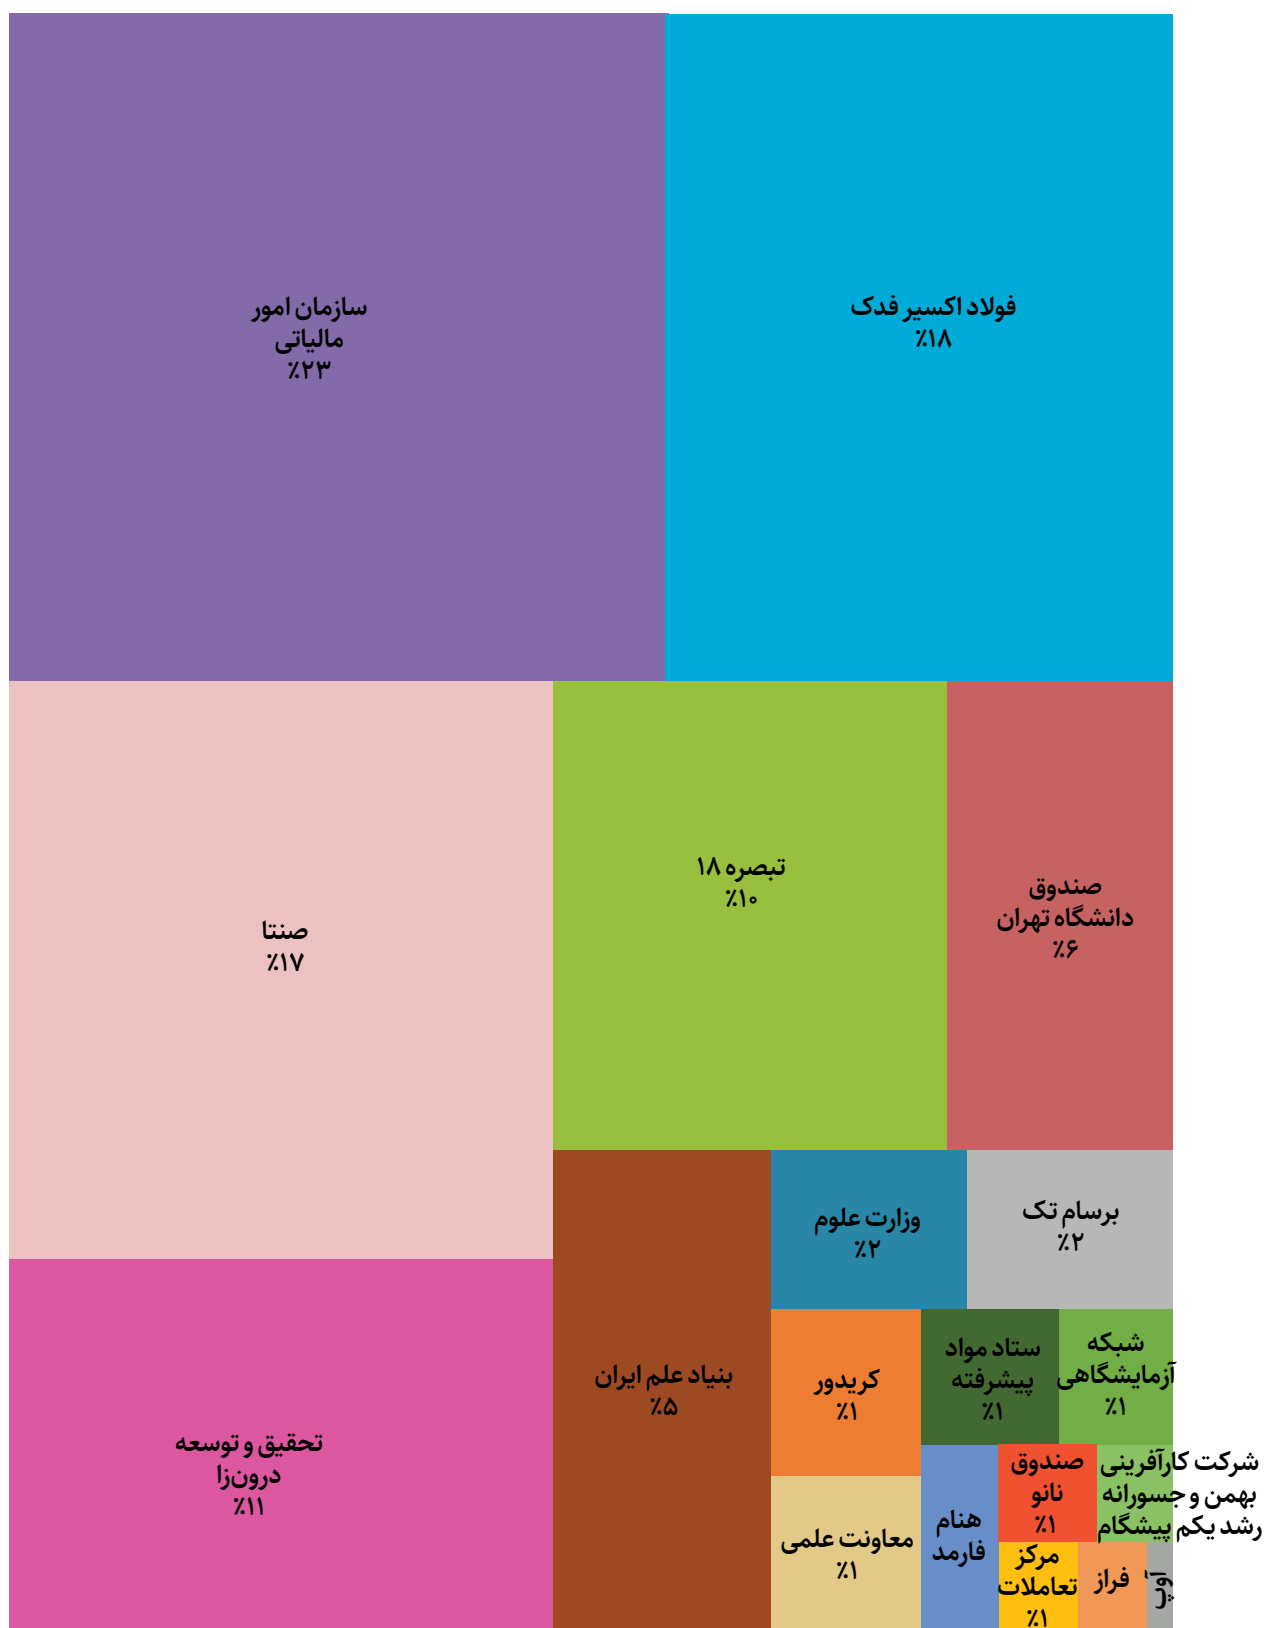 سازمان امور
مالیاتی
٪۲۳
فولاد اکسیر فدک
٪۱۸
صنتا
٪۱۷
تبصره ۱۸
٪۱۰
صندوق
دانشگاه تهران
٪۶
تحقیق و توسعه
درون‌زا
٪۱۱
بنیاد علم ایران
٪۵
وزارت علوم
٪۲
برسام تک
٪۲
کریدور
٪۱
ستاد مواد
پیشرفته
٪۱
شبکه
آزمایشگاهی
٪۱
معاونت علمی
٪۱
هنام
فارمد
صندوق
نانو
٪۱
شرکت کارآفرینی
بهمن و جسورانه
رشد یکم پیشگام
مرکز
تعاملات
٪۱
فراز
آوپ